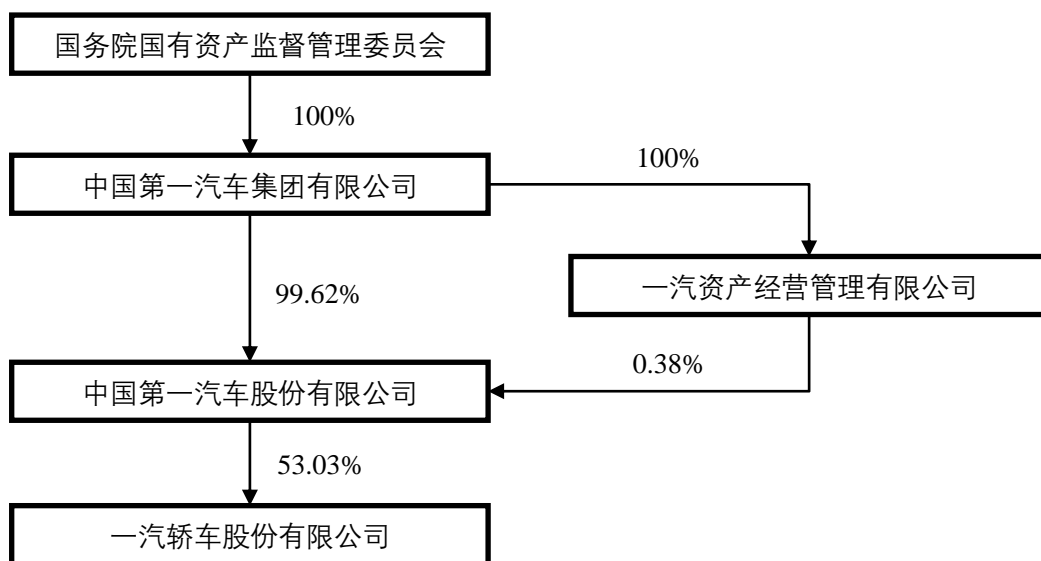 国务院国有资产监督管理委员会
100%
100%
中国第一汽车集团有限公司
一汽资产经营管理有限公司
99.62%
0.38%
中国第一汽车股份有限公司
53.03%
一汽轿车股份有限公司